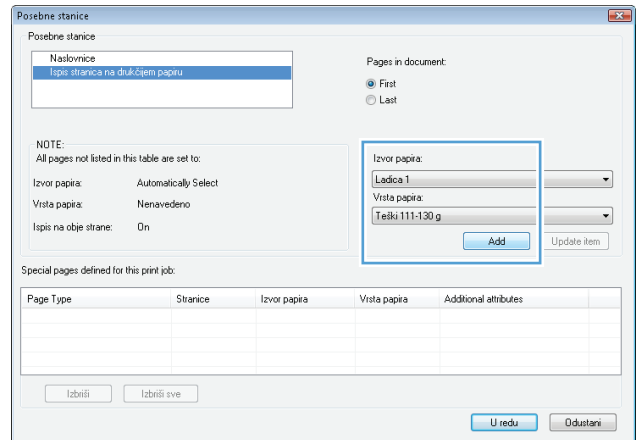 Posebne stanice
Posebne stanice
Naslovnice
Ispis stranica na drukčijem papiru
Pages in document:
First
Last
NOTE:
All pages not listed in this table are set to:
Izvor papira: Automatically Select
Vrsta papira: Nenavedeno
Ispis na obje strane: On
Izvor papira:
Ladica 1
Vrsta papira:
Teški 111-130 g
Add Update item
Special pages defined for this print job:
Page Type Stranice Izvor papira Vrsta papira Additional attributes
Izbriši Izbriši sve
U redu Odustani